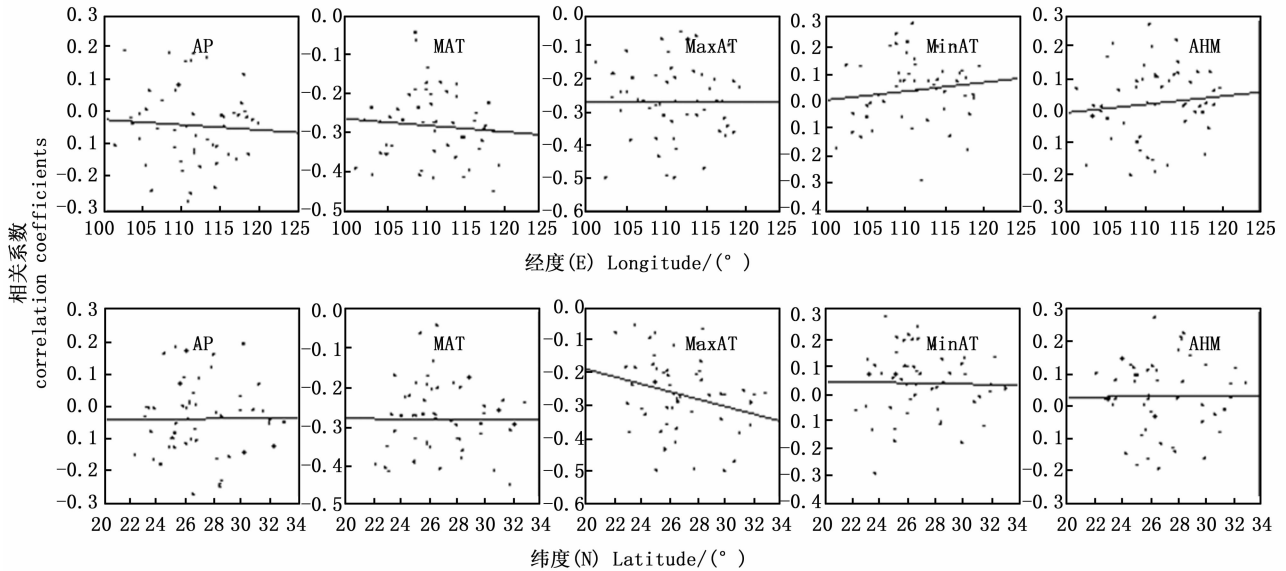 相关系数
correlation coefficients
AP
0.3
0.2
0.1
0.0
0.1
−0.2
−0.3
100 105 110 115 120 125
MAT
−0.0
−0.1
−0.2
−0.3
−0.4
−0.5
100 105 110 115 120 125
MaxAT
0.0
−0.1
−0.2
−0.3
−0.4
−0.5
−0.6
100 105 110 115 120 125
MinAT
0.3
0.2
0.1
0.0
0.1
−0.2
−0.3
−0.4
100 105 110 115 120 125
AHM
0.3
0.2
0.1
0.0
0.1
−0.2
−0.3
100 105 110 115 120 125
经度(E) Longitude/(°)
AP
0.3
0.2
0.1
0.0
0.1
−0.2
−0.3
20 22 24 26 28 30 32 34
MAT
−0.0
−0.1
−0.2
−0.3
−0.4
−0.5
20 22 24 26 28 30 32 34
MaxAT
0.0
−0.1
−0.2
−0.3
−0.4
−0.5
−0.6
20 22 24 26 28 30 32 34
MinAT
0.3
0.2
0.1
0.0
0.1
−0.2
−0.3
−0.4
20 22 24 26 28 30 32 34
AHM
0.3
0.2
0.1
0.0
0.1
−0.2
−0.3
20 22 24 26 28 30 32 34
纬度(N) Latitude/(°)